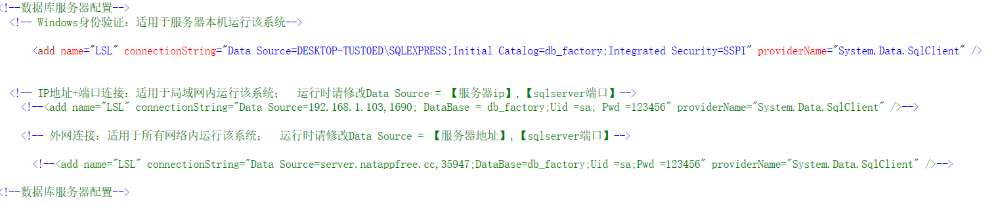 <!--数据库服务器配置-->
<!-- Windows身份验证：适用于服务器本机运行该系统-->
<add name="LSL" connectionString="Data Source=DESKTOP-TUST0ED\SQLEXPRESS;Initial Catalog=db_factory;Integrated Security=SSPI" providerName="System.Data.SqlClient" />
<!-- IP地址+端口连接：适用于局域网内运行该系统；  运行时请修改Data Source = 【服务器ip】,【sqlserver端口】-->
<!--<add name="LSL" connectionString="Data Source=192.168.1.103,1690; DataBase = db_factory;Uid =sa; Pwd =123456" providerName="System.Data.SqlClient" />-->
<!-- 外网连接：适用于所有网络内运行该系统；  运行时请修改Data Source = 【服务器地址】,【sqlserver端口】-->
<!--<add name="LSL" connectionString="Data Source=server.natappfree.cc,35947;DataBase=db_factory;Uid =sa;Pwd =123456" providerName="System.Data.SqlClient" />-->
<!--数据库服务器配置-->